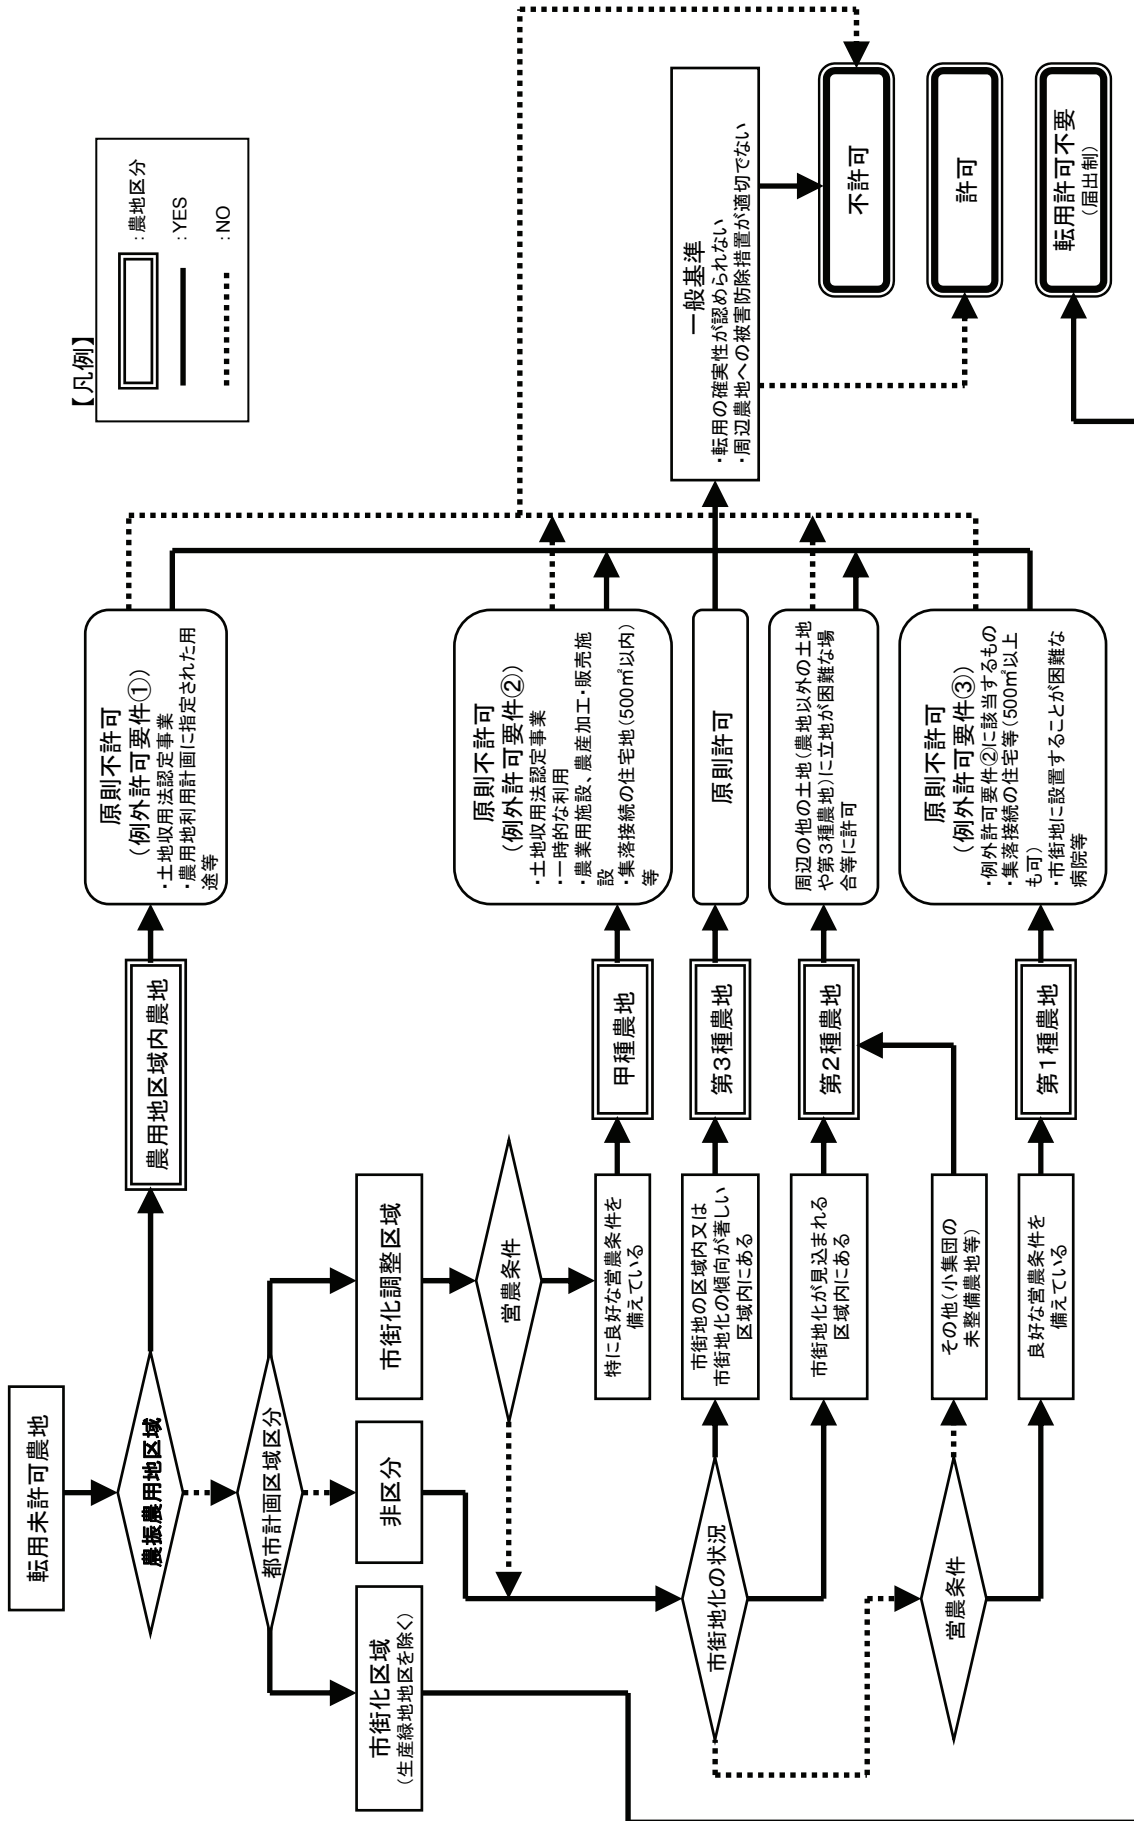 【凡例】
：農地区分
：YES
：NO
転用未許可農地
農振農用地区域
都市計画区域区分
市街化区域
（生産緑地地区を除く）
非区分
市街化調整区域
営農条件
市街地化の状況
営農条件
特に良好な営農条件を
備えている
市街地の区域内又は
市街地化の傾向が著しい
区域内にある
市街地化が見込まれる
区域内にある
その他（小集団の
未整備農地等）
良好な営農条件を
備えている
農用地区域内農地
甲種農地
第３種農地
第２種農地
第１種農地
原則不許可
（例外許可要件①）
・土地収用法認定事業
・農用地利用計画に指定された用
途等
原則不許可
（例外許可要件②）
・土地収用法認定事業
・一時的な利用
・農業用施設、農産加工・販売施
設
・集落接続の住宅地（500㎡以内）
等
原則許可
周辺の他の土地（農地以外の土地
や第３種農地）に立地が困難な場
合等に許可
原則不許可
（例外許可要件③）
・例外許可要件②に該当するもの
・集落接続の住宅等（500㎡以上
も可）
・市街地に設置することが困難な
病院等
一般基準
・転用の確実性が認められない
・周辺農地への被害防除措置が適切でない
不許可
許可
転用許可不要
（届出制）